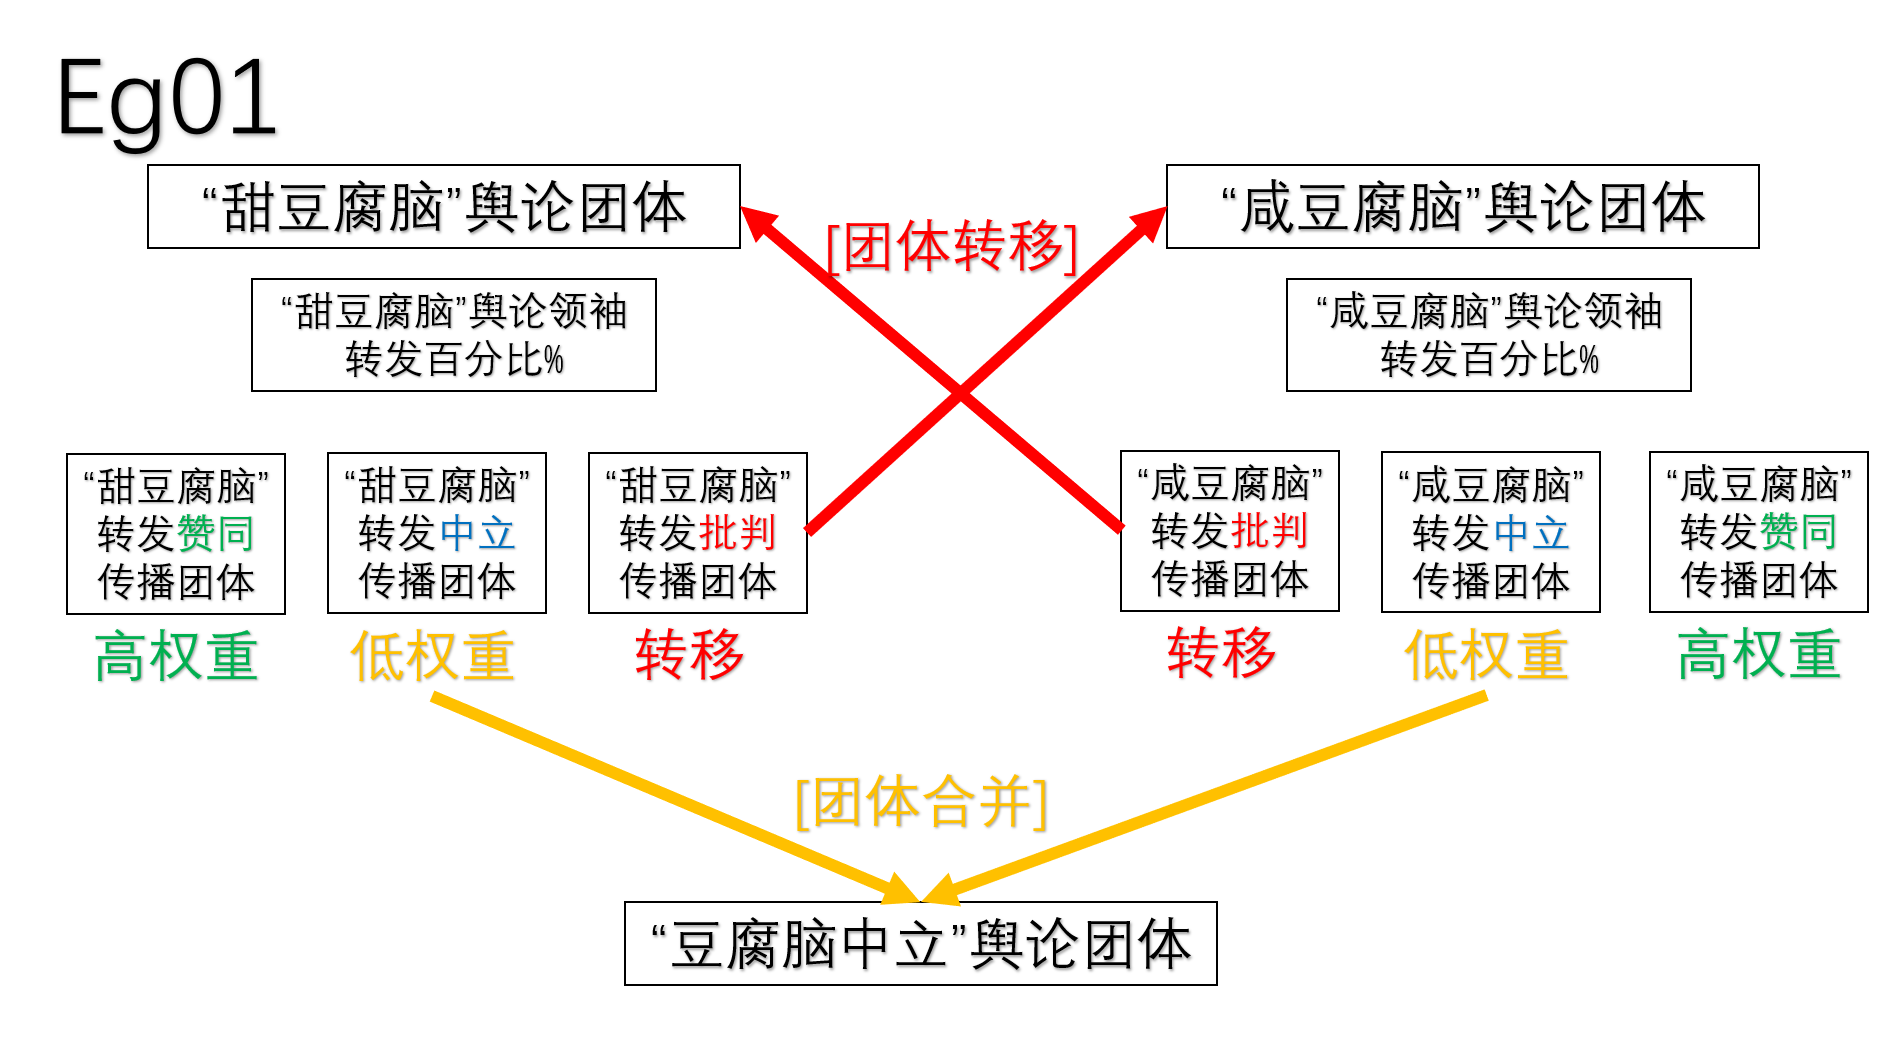 Eg01
“甜豆腐脑”舆论团体
“咸豆腐脑”舆论团体
[团体转移]
“甜豆腐脑”舆论领袖
转发百分比%
“咸豆腐脑”舆论领袖
转发百分比%
“甜豆腐脑”
转发赞同
传播团体
“甜豆腐脑”
转发中立
传播团体
“甜豆腐脑”
转发批判
传播团体
“咸豆腐脑”
转发批判
传播团体
“咸豆腐脑”
转发中立
传播团体
“咸豆腐脑”
转发赞同
传播团体
高权重
低权重
转移
转移
低权重
高权重
[团体合并]
“豆腐脑中立”舆论团体